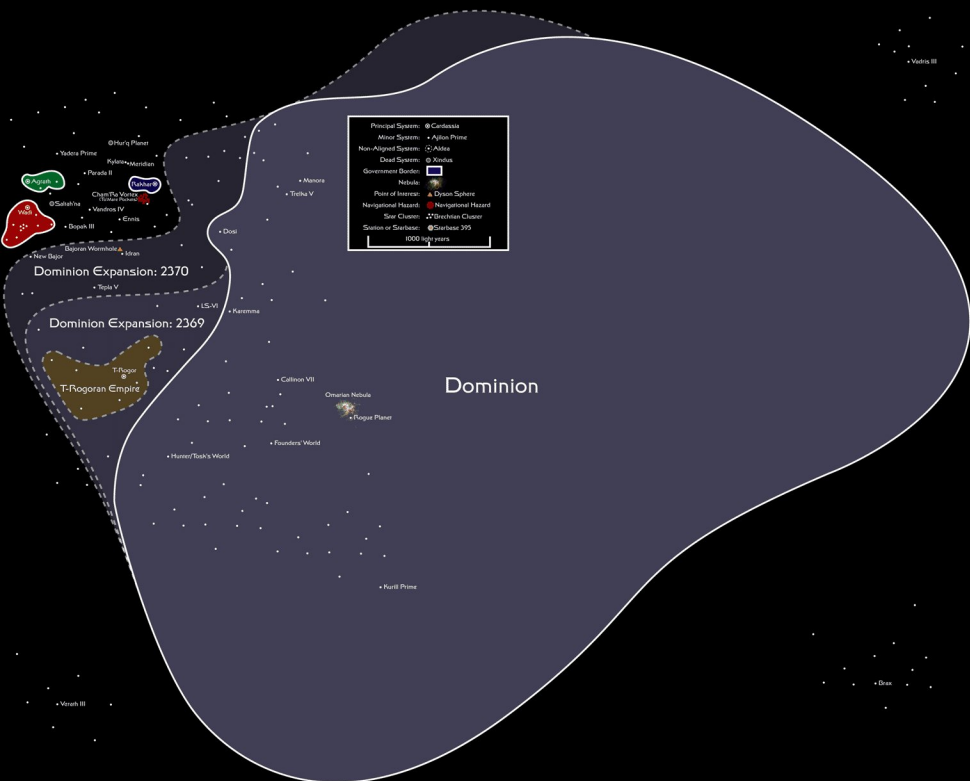 Vadris III
Principal System: Cardassia
Minor System: Ajilon Prime
Non-Aligned System: Aldea
Dead System: Xindus
Government Border:
Nebula:
Point of Interest: Dyson Sphere
Navigational Hazard: Navigational Hazard
Star Cluster: Brechtian Cluster
Station or Starbase: Starbase 395
1000 light years
Hur'q Planet
Yadera Prime
Kylata
Meridian
Parada II
Agrath
Rakhar
Cham'Ra Vortex
Sahah'na
Wadi
Vandros IV
Ennis
Bopak III
Bajoran Wormhole
Idran
New Bajor
Dominion Expansion: 2370
Tepla V
Manora
Trelka V
Dosi
LS-VI
Karemma
Dominion Expansion: 2369
T-Rogor
T-Rogoran Empire
Callinon VII
Omarian Nebula
Rogue Planet
Dominion
Founders' World
Hunter/Tosk's World
Kurill Prime
Verath III
Brax